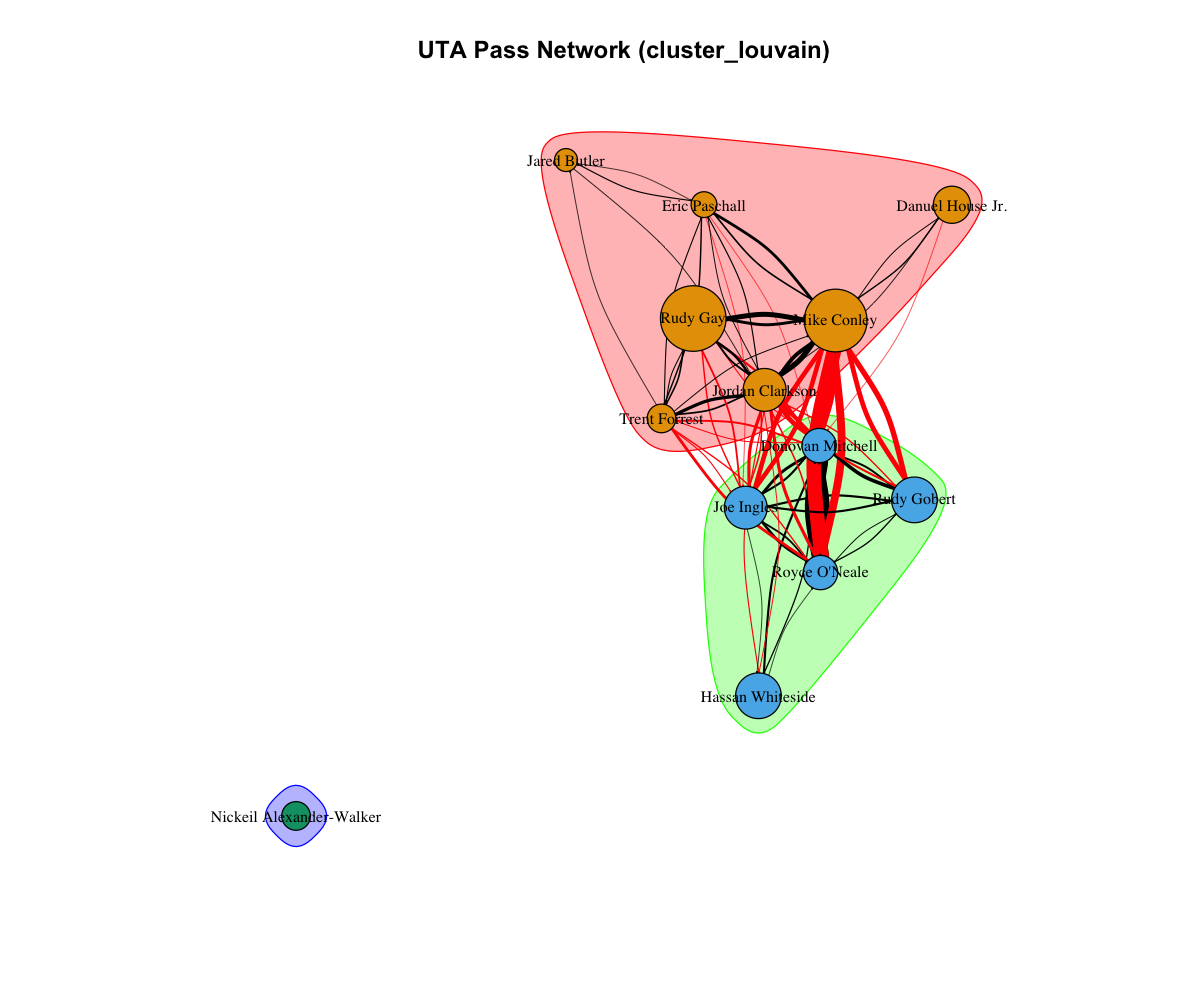 UTA Pass Network (cluster_louvain)
Jared Butler
Eric Paschall
Danuel House Jr.
Rudy Gay
Mike Conley
Jordan Clarkson
Trent Forrest
Donovan Mitchell
Rudy Gobert
Joe Ingles
Royce O'Neale
Hassan Whiteside
Nickeil Alexander-Walker